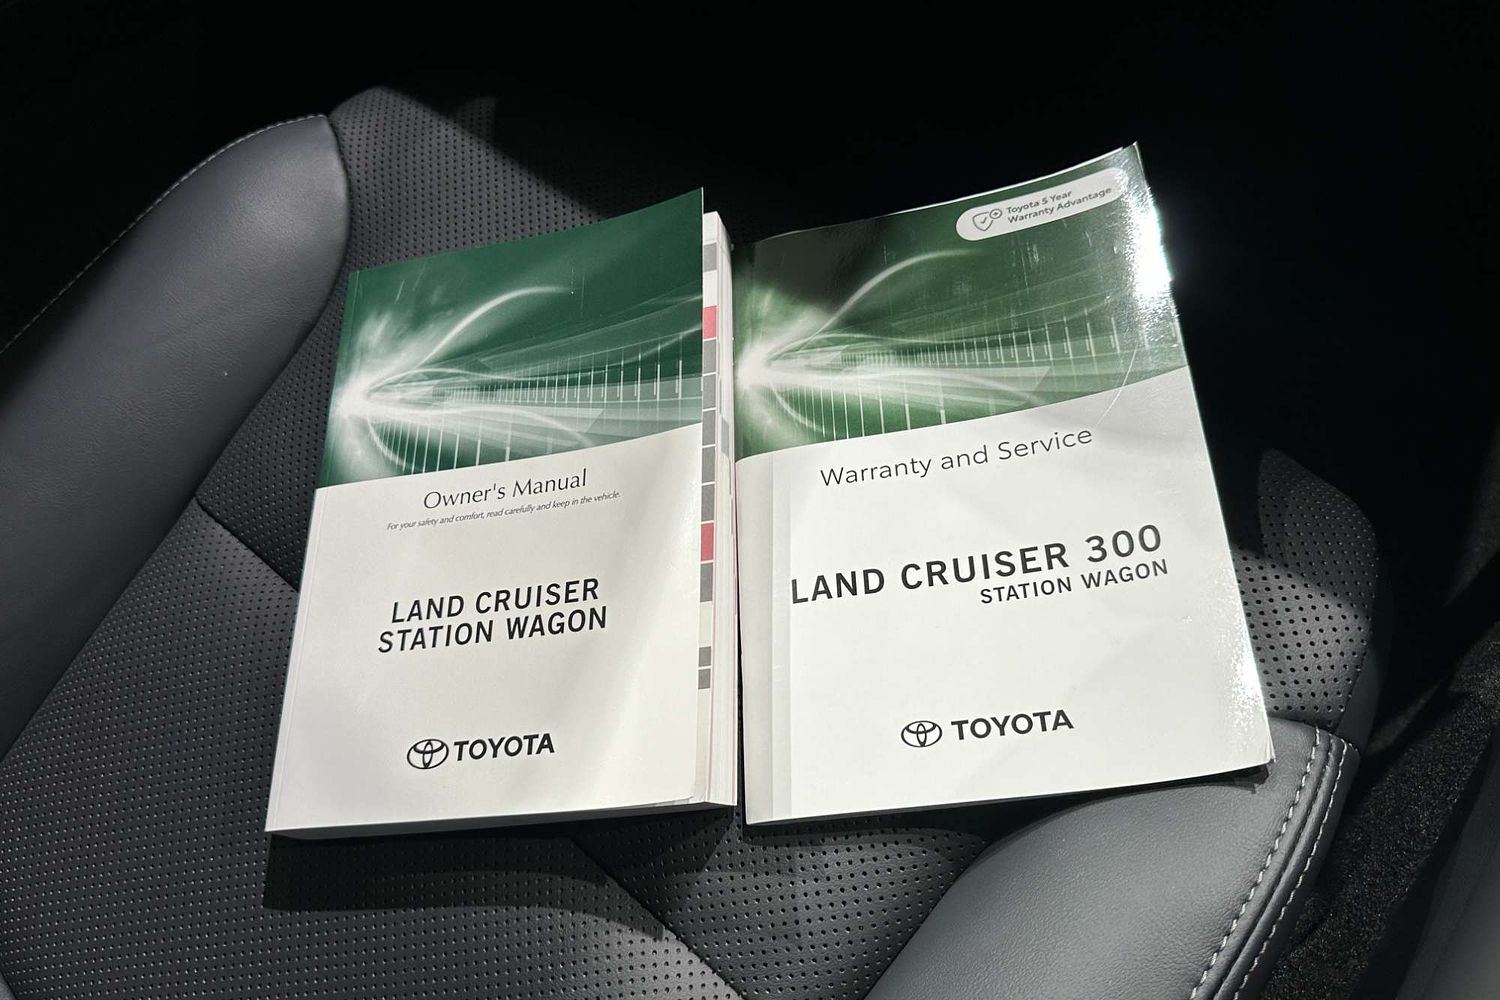 Owner's Manual
For your safety and comfort, read carefully and keep in the vehicle.
LAND CRUISER
STATION WAGON
TOYOTA
Toyota 5 Year
Warranty Advantage
Warranty and Service
LAND CRUISER 300
STATION WAGON
TOYOTA